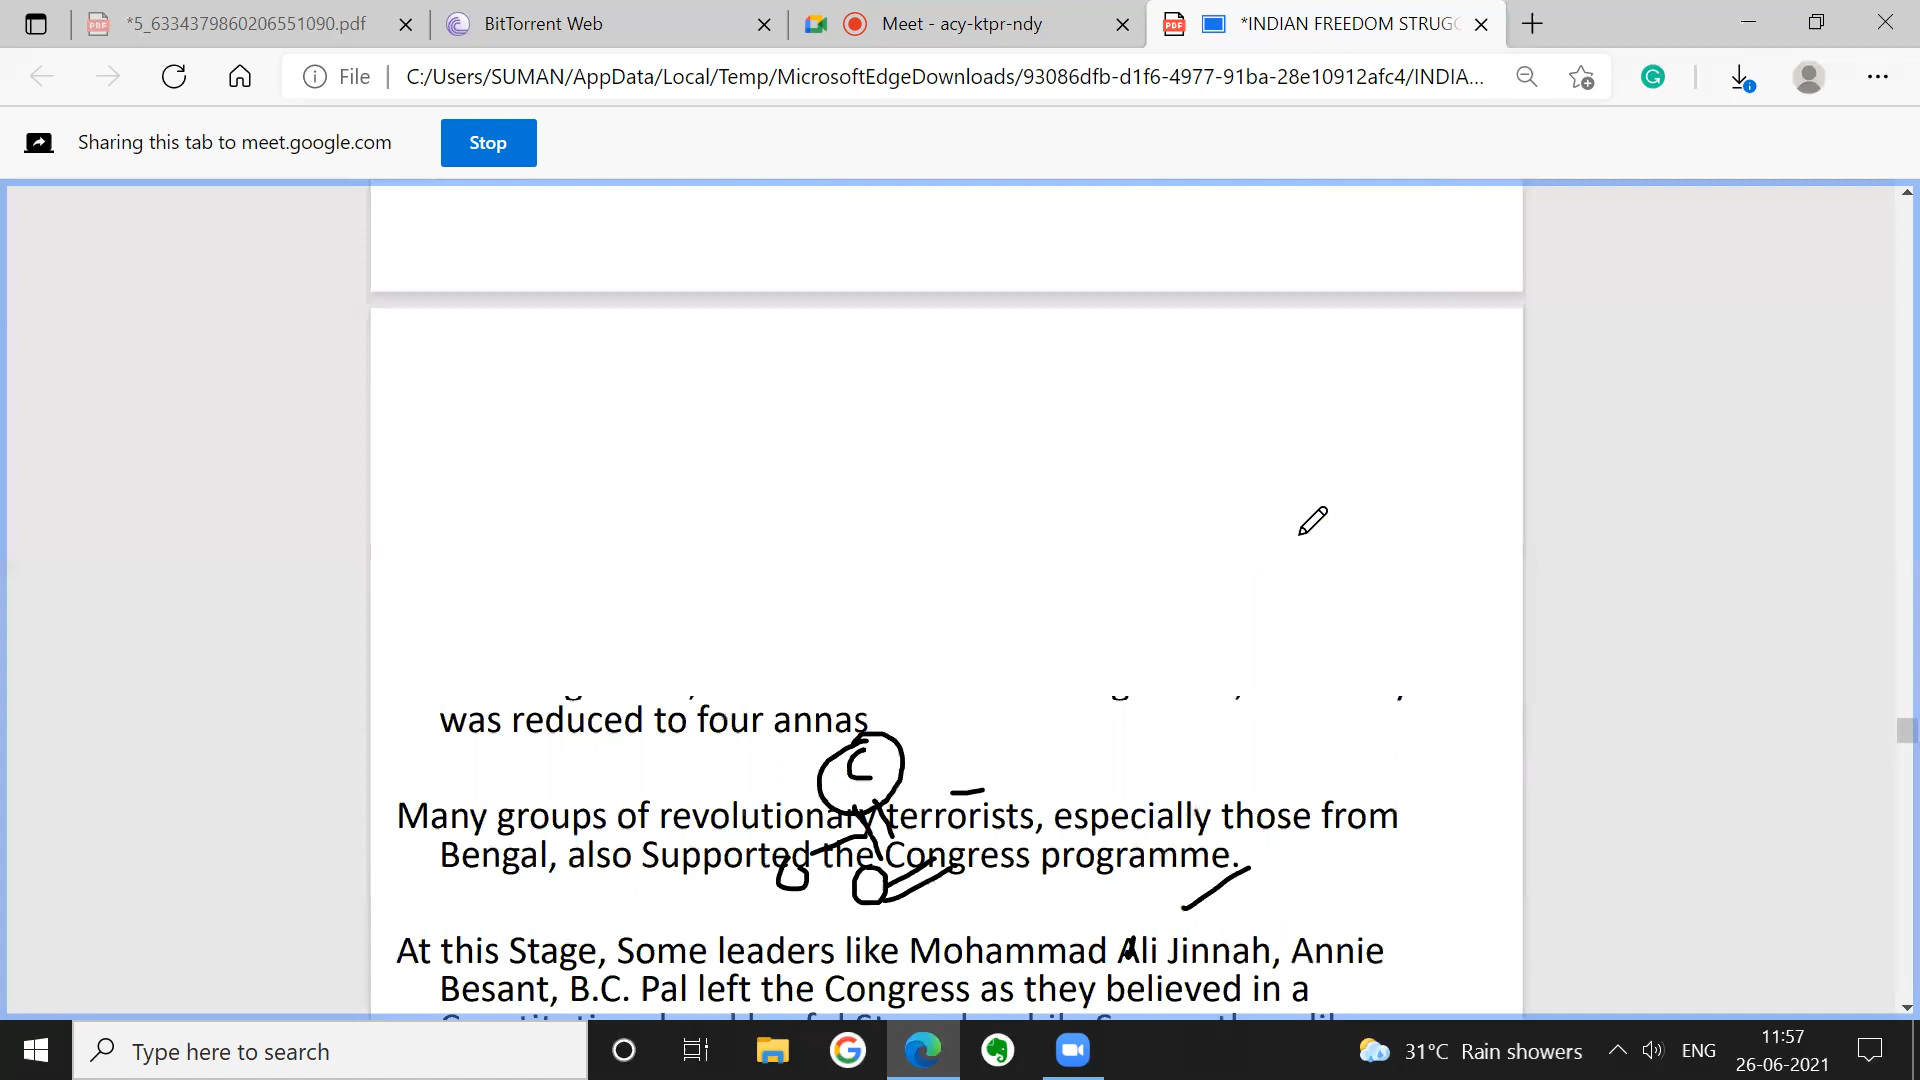 *5_6334379860206551090.pdf
BitTorrent Web
Meet - acy-ktpr-ndy
*INDIAN FREEDOM STRUGG
File
C:/Users/SUMAN/AppData/Local/Temp/MicrosoftEdgeDownloads/93086dfb-d1f6-4977-91ba-28e10912afc4/INDIA...
Sharing this tab to meet.google.com
Stop
was reduced to four annas
Many groups of revolutionary terrorists, especially those from
Bengal, also Supported the Congress programme.
At this Stage, Some leaders like Mohammad Ali Jinnah, Annie
Besant, B.C. Pal left the Congress as they believed in a
Type here to search
31°C Rain showers
ENG
11:57
26-06-2021